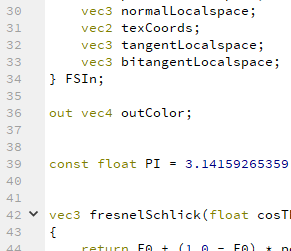 30 vec3 normalLocalspace;
31 vec2 texCoords;
32 vec3 tangentLocalspace;
33 vec3 bitangentLocalspace;
34 } FSIn;
35
36 out vec4 outColor;
37
38
39 const float PI = 3.14159265359
40
41
42 vec3 fresnelSchlick(float cosTh
43 {
44 return F0 + (1.0 - F0) * po